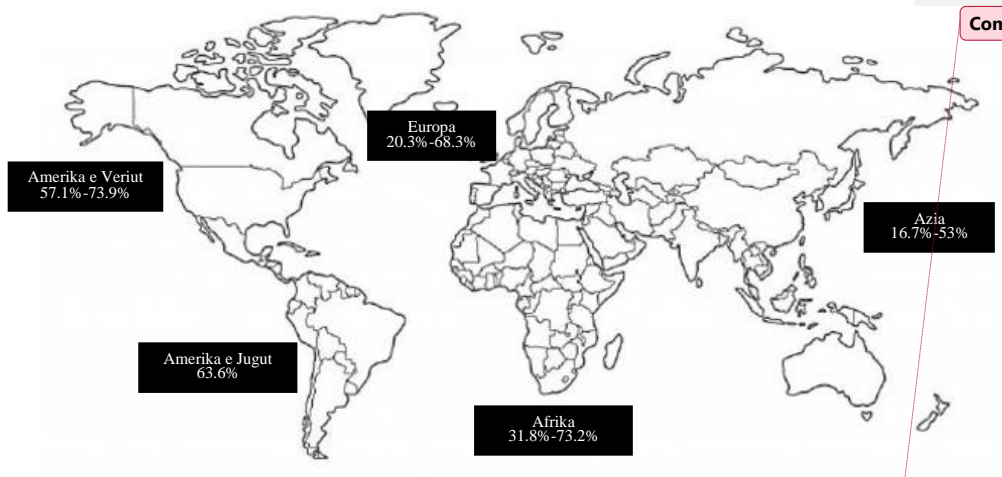 Com
Europa
20.3%-68.3%
Amerika e Veriut
57.1%-73.9%
Azia
16.7%-53%
Amerika e Jugut
63.6%
Afrika
31.8%-73.2%